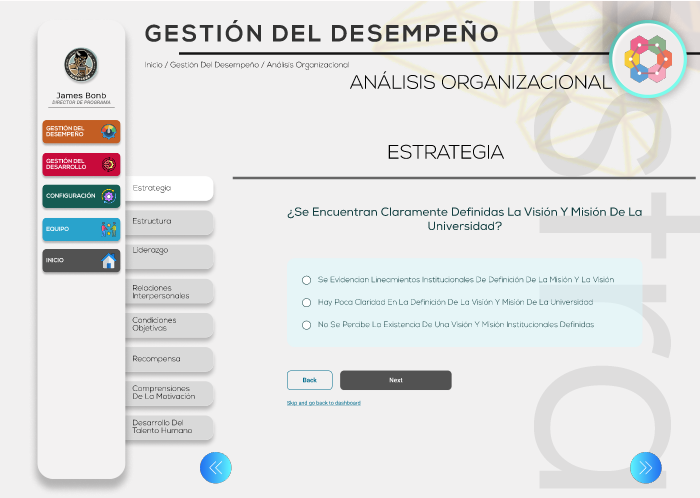 GESTIÓN DEL DESEMPEÑO
Inicio / Gestión Del Desempeño / Análisis Organizacional
ANÁLISIS ORGANIZACIONAL
James Bonb
DIRECTOR DE PROGRAMA
GESTIÓN DEL
DESEMPEÑO
GESTIÓN DEL
DESARROLLO
CONFIGURACIÓN
EQUIPO
INICIO
Estrategia
Estructura
Liderazgo
Relaciones
Interpersonales
Condiciones
Objetivas
Recompensa
Comprensiones
De La Motivación
Desarrollo Del
Talento Humano
ESTRATEGIA
¿Se Encuentran Claramente Definidas La Visión Y Misión De La
Universidad?
Se Evidencian Lineamientos Institucionales De Definición De La Misión Y La Visión
Hay Poca Claridad En La Definición De La Visión Y Misión De La Universidad
No Se Percibe La Existencia De Una Visión Y Misión Institucionales Definidas
Back
Next
Skip and go back to dashboard